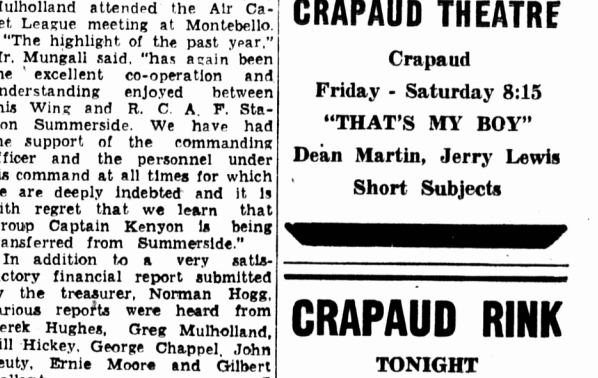 ulholland attended the Air Ca-
et League meeting at Montebello.
"The highlight of the past year,"
r. Mungall said, "has again been
he excellent co-operation and
nderstanding enjoyed between
his Wing and R. C. A. F. Sta-
on Summerside. We have had
he support of the commanding
fficer and the personnel under
is command at all times for which
e are deeply indebted and it is
ith regret that we learn that
roup Captain Kenyon is being
ansferred from Summerside."
In addition to a very satis-
actory financial report submitted
y the treasurer, Norman Hogg,
arious reports were heard from
erek Hughes, Greg Mulholland,
ill Hickey, George Chappel, John
euty, Ernie Moore and Gilbert
CRAPAUD THEATRE
Crapaud
Friday - Saturday 8:15
"THAT'S MY BOY"
Dean Martin, Jerry Lewis
Short Subjects
CRAPAUD RINK
TONIGHT